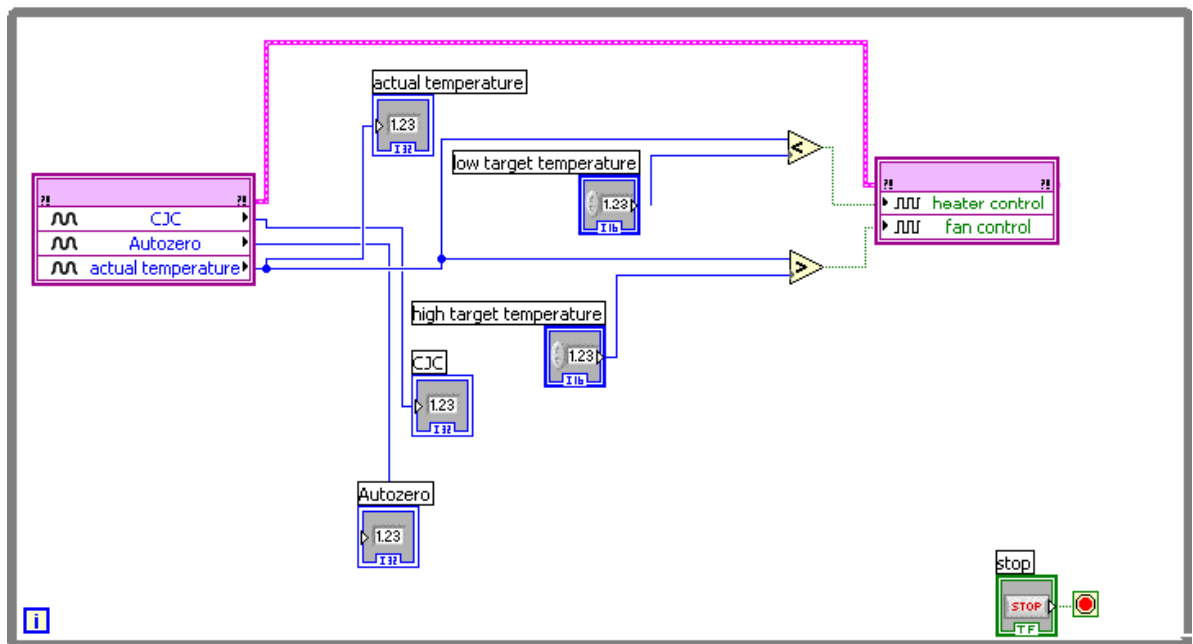 actual temperature
1.23
I32
low target temperature
1.23
I16
<
?! ?!
CJC
Autozero
actual temperature
?! ?!
heater control
fan control
>
high target temperature
1.23
I16
CJC
1.23
I32
Autozero
1.23
I32
stop
STOP
TF
i